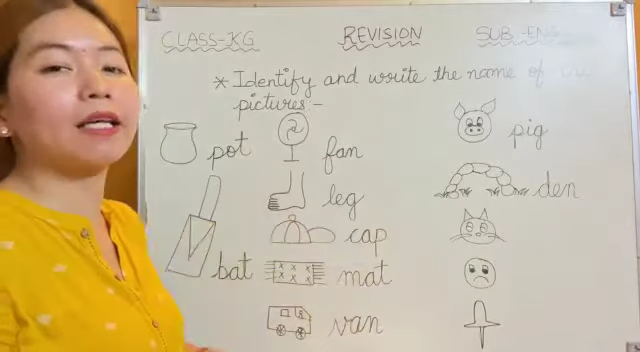 CLASS-KG
REVISION
SUB-ENG
* Identify and write the name of
pictures:-
pot
fan
pig
leg
den
cap
bat
mat
van